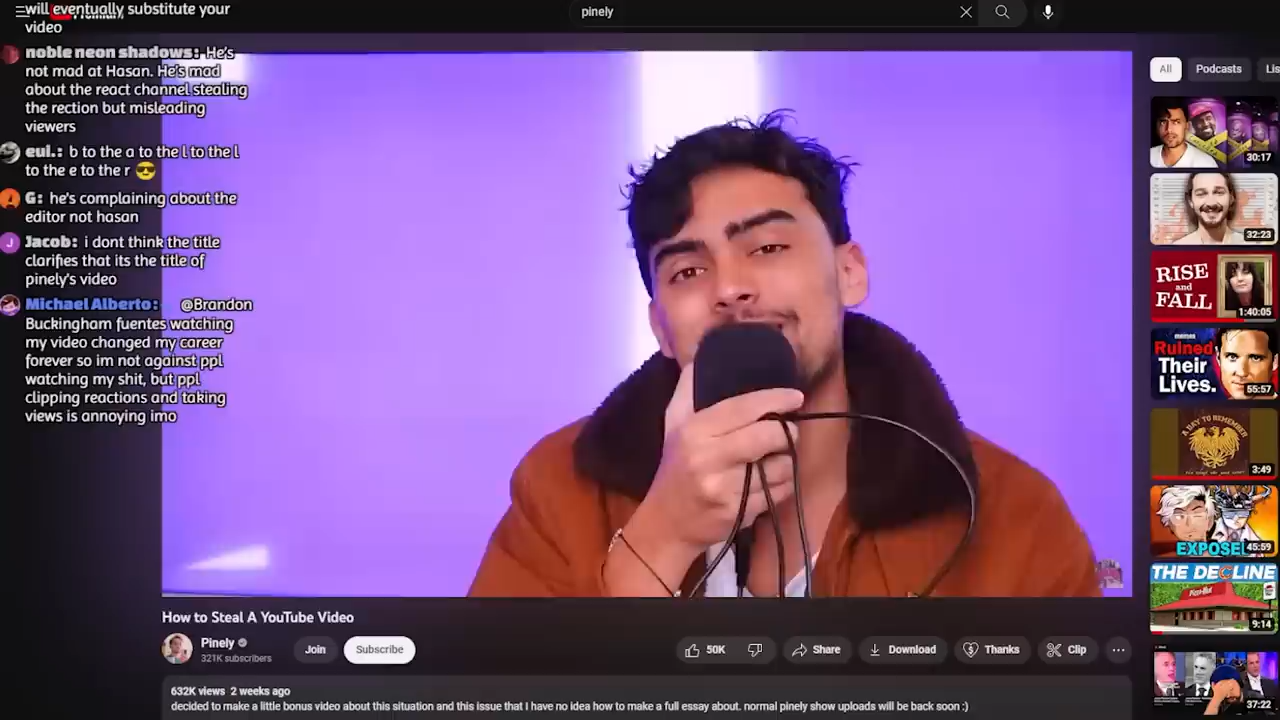 will eventually substitute your
video
noble neon shadows: He's
not mad at Hasan. He's mad
about the react channel stealing
the rection but misleading
viewers
eui.: b to the a to the l to the l
to the e to the r 😎
G: he's complaining about the
editor not hasan
Jacob: i dont think the title
clarifies that its the title of
pinely's video
Michael Alberto: @Brandon
Buckingham fuentes watching
my video changed my career
forever so im not against ppl
watching my shit, but ppl
clipping reactions and taking
views is annoying imo
pinely
All Podcasts Lis
30:17
32:23
RISE
and
FALL
1:40:05
Ruined
Their
Lives.
55:57
A DAY TO REMEMBER
3:49
EXPOSE
45:59
THE DECLINE
Pizza Hut
9:14
37:22
How to Steal A YouTube Video
Pinely
321K subscribers
Join
Subscribe
50K
Share
Download
Thanks
Clip
632K views 2 weeks ago
decided to make a little bonus video about this situation and this issue that I have no idea how to make a full essay about. normal pinely show uploads will be back soon :)